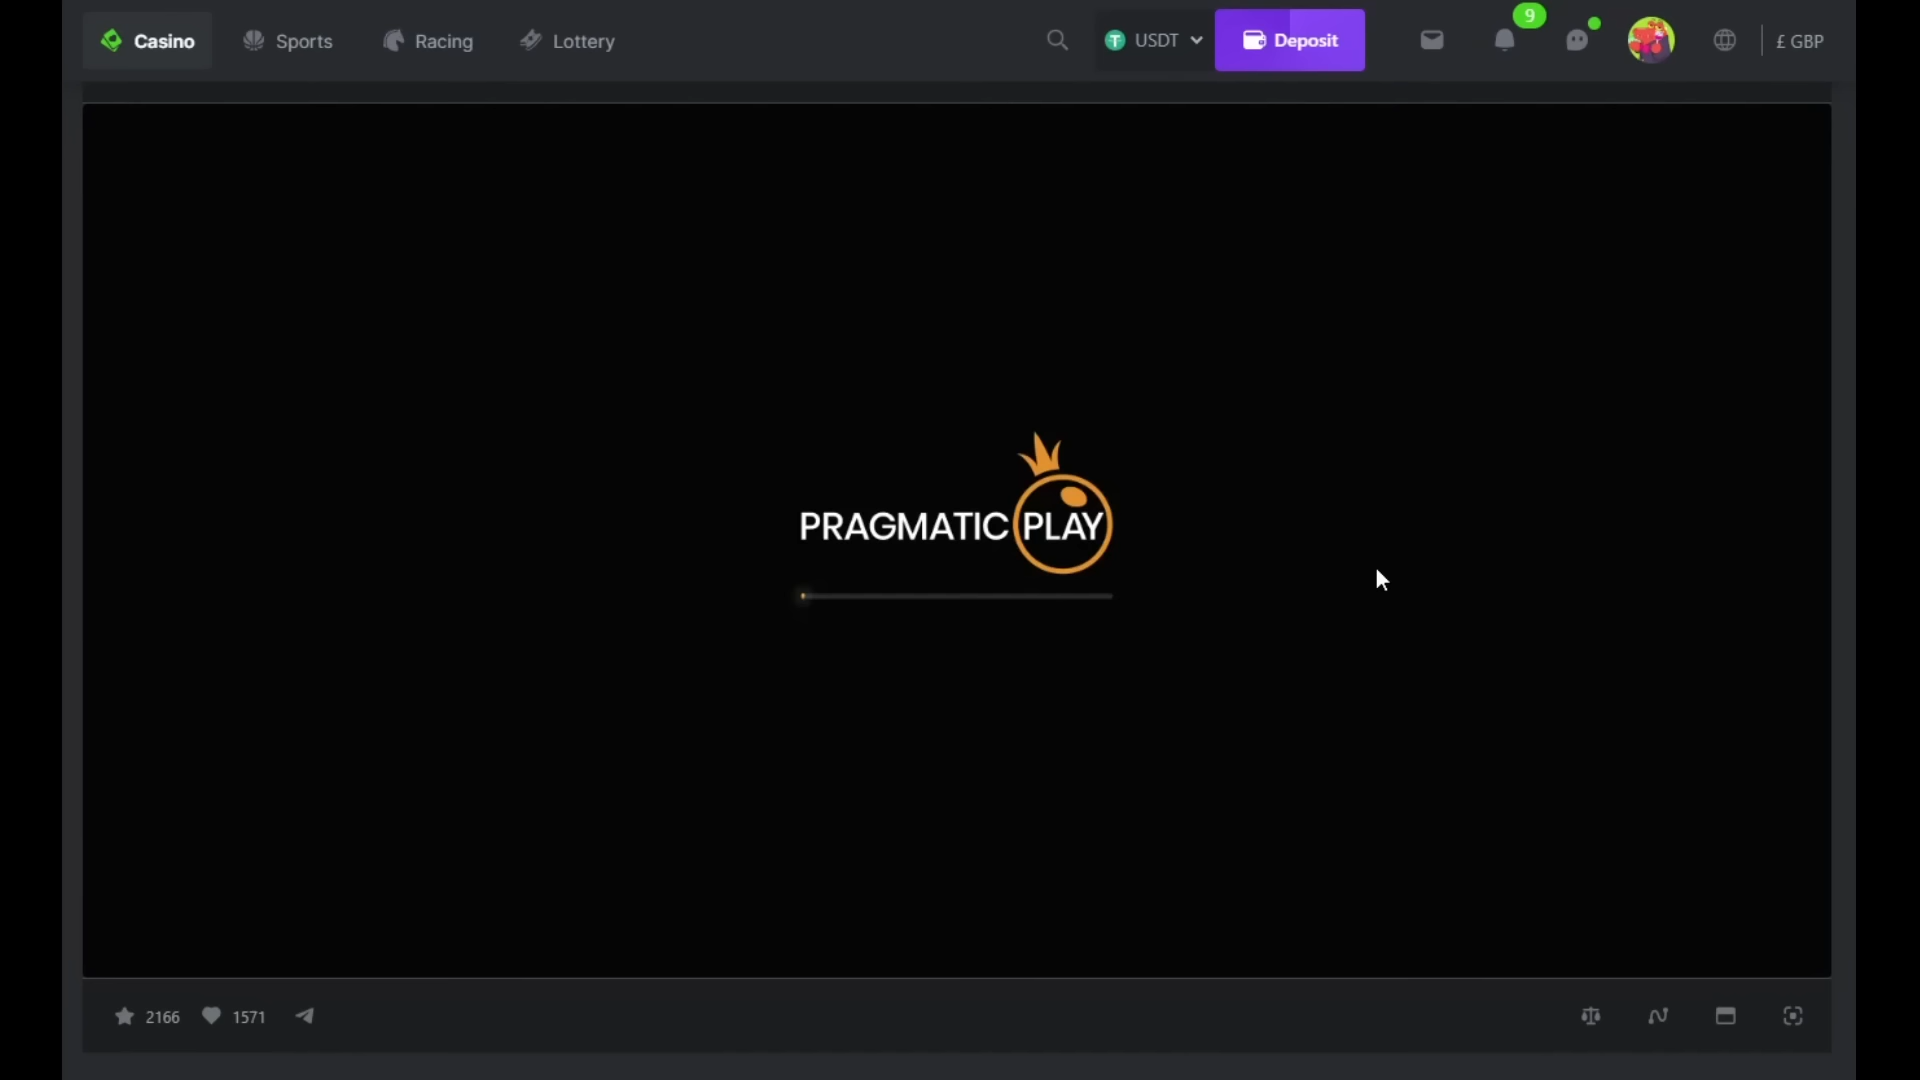 Casino Sports Racing Lottery USDT Deposit 9 £ GBP
PRAGMATIC PLAY
2166 1571